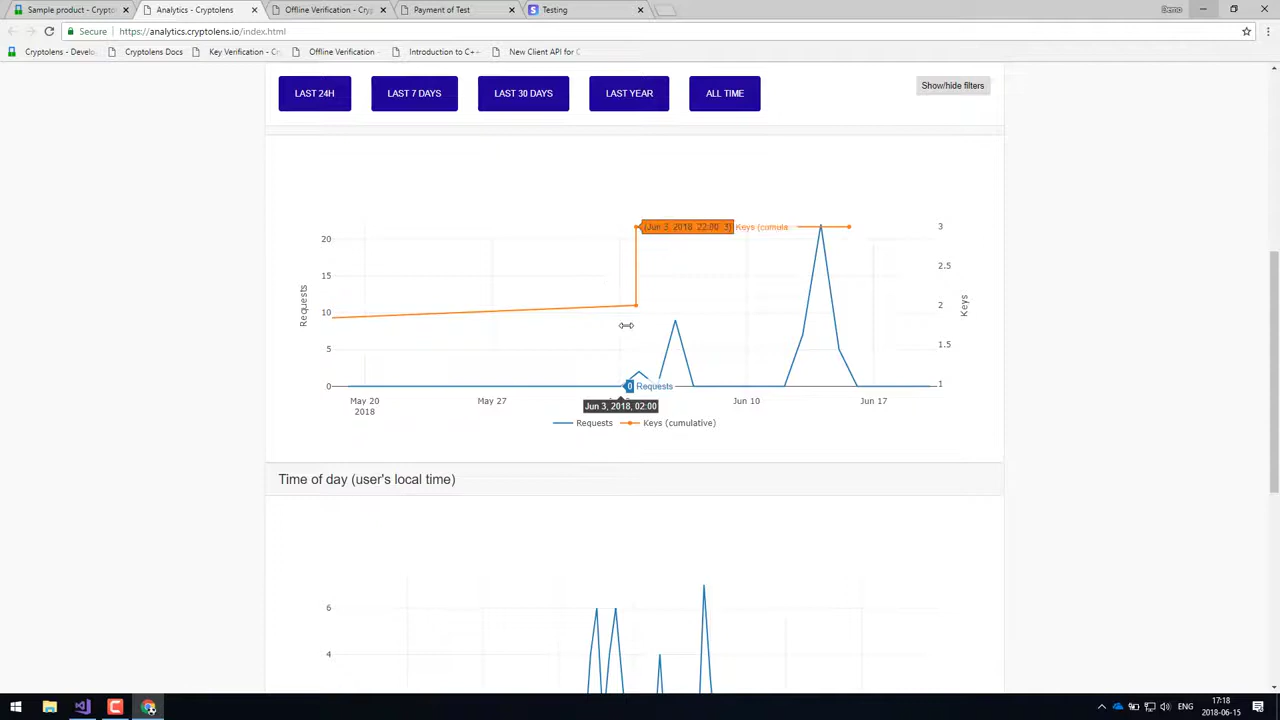 Sample product - Crypto
Analytics - Cryptolens
Offline Verification - Cryp
Payment of Test
Testing
Demo
Secure
https://analytics.cryptolens.io/index.html
Cryptolens - Develo
Cryptolens Docs
Key Verification - Cr
Offline Verification -
Introduction to C++
New Client API for C
LAST 24H
LAST 7 DAYS
LAST 30 DAYS
LAST YEAR
ALL TIME
Show/hide filters
(Jun 3, 2018, 22:00, 3)
Keys (cumula
20
15
10
5
0
Requests
3
2.5
2
1.5
1
Keys
0
Requests
May 20
2018
May 27
Jun 10
Jun 17
Jun 3, 2018, 02:00
Requests
Keys (cumulative)
Time of day (user's local time)
6
4
ENG
17:18
2018-06-15